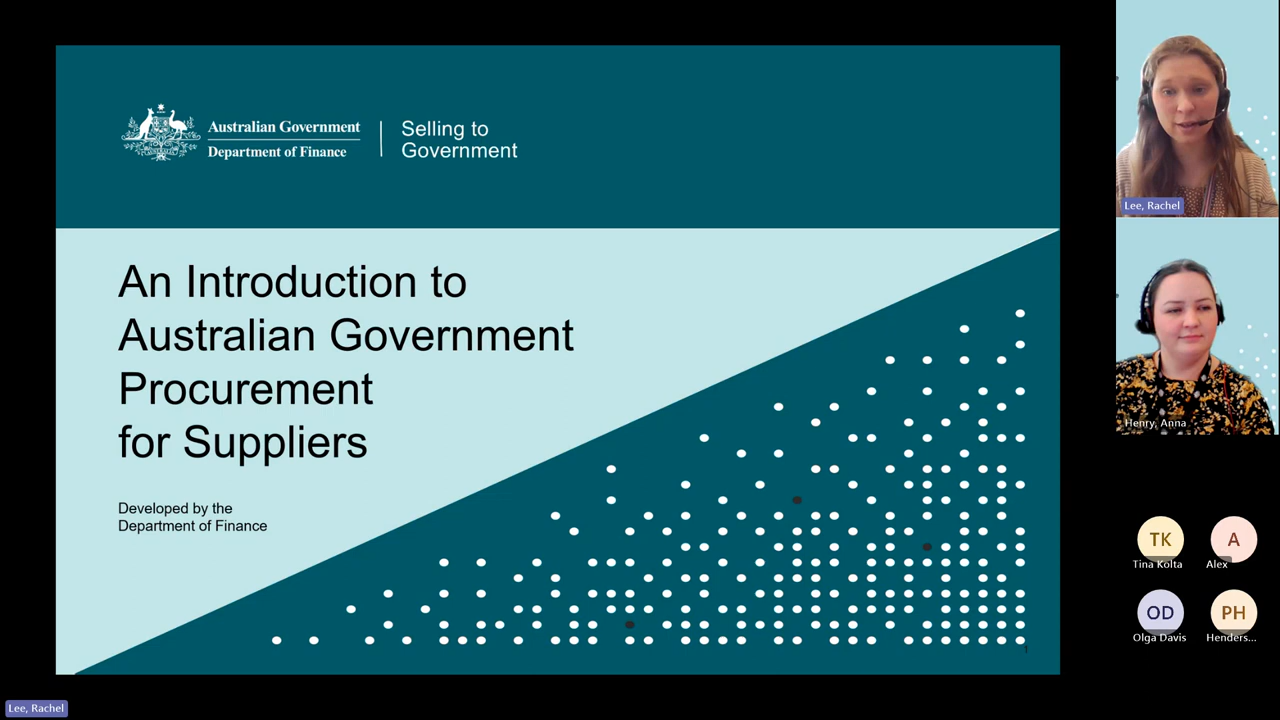 Australian Government
Department of Finance
Selling to
Government
An Introduction to
Australian Government
Procurement
for Suppliers
Developed by the
Department of Finance
1
Lee, Rachel
Henry, Anna
TK
Tina Kolta
A
Alex
OD
Olga Davis
PH
Henders...
Lee, Rachel